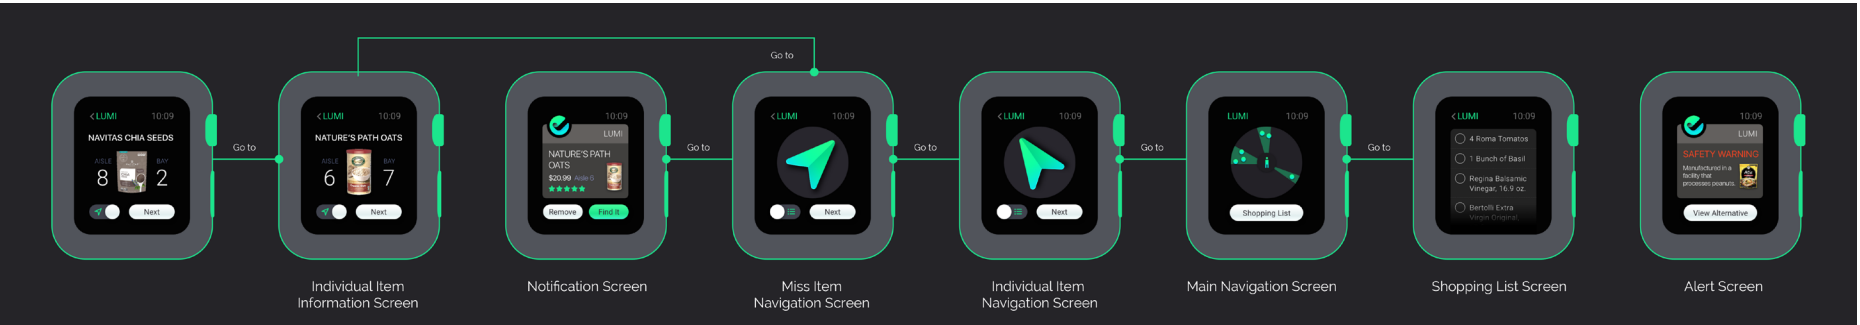 Go to
<LUMI 10:09
NAVITAS CHIA SEEDS
AISLE BAY
8 2
Next
Go to
<LUMI 10:09
NATURE'S PATH OATS
AISLE BAY
6 7
Next
Individual Item
Information Screen
10:09
LUMI
NATURE'S PATH
OATS
$20.99 Aisle 6
Remove Find It
Notification Screen
Go to
<LUMI 10:09
Next
Miss Item
Navigation Screen
Go to
<LUMI 10:09
Next
Individual Item
Navigation Screen
Go to
LUMI 10:09
Shopping List
Main Navigation Screen
Go to
<LUMI 10:09
4 Roma Tomatos
1 Bunch of Basil
Regina Balsamic
Vinegar, 16.9 oz.
Bertolli Extra
Virgin Original,
Shopping List Screen
10:09
LUMI
SAFETY WARNING
Manufactured in a
facility that
processes peanuts.
View Alternative
Alert Screen